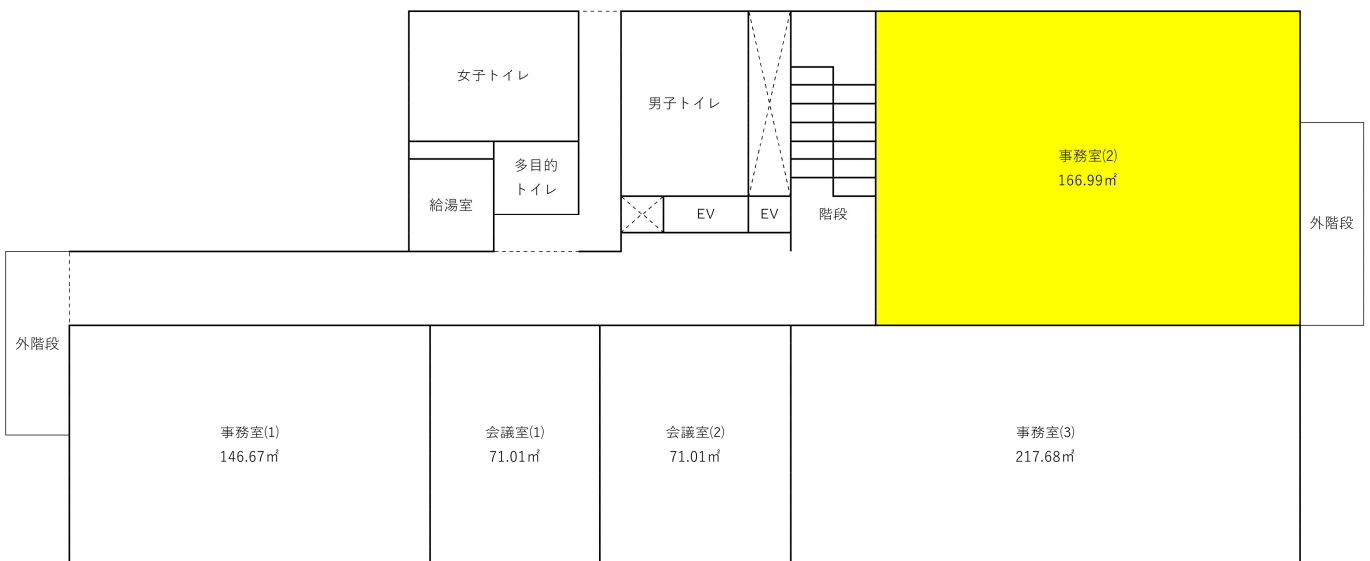 女子トイレ
男子トイレ
多目的
トイレ
給湯室
EV
EV
階段
事務室(2)
166.99㎡
外階段
外階段
事務室(1)
146.67㎡
会議室(1)
71.01㎡
会議室(2)
71.01㎡
事務室(3)
217.68㎡